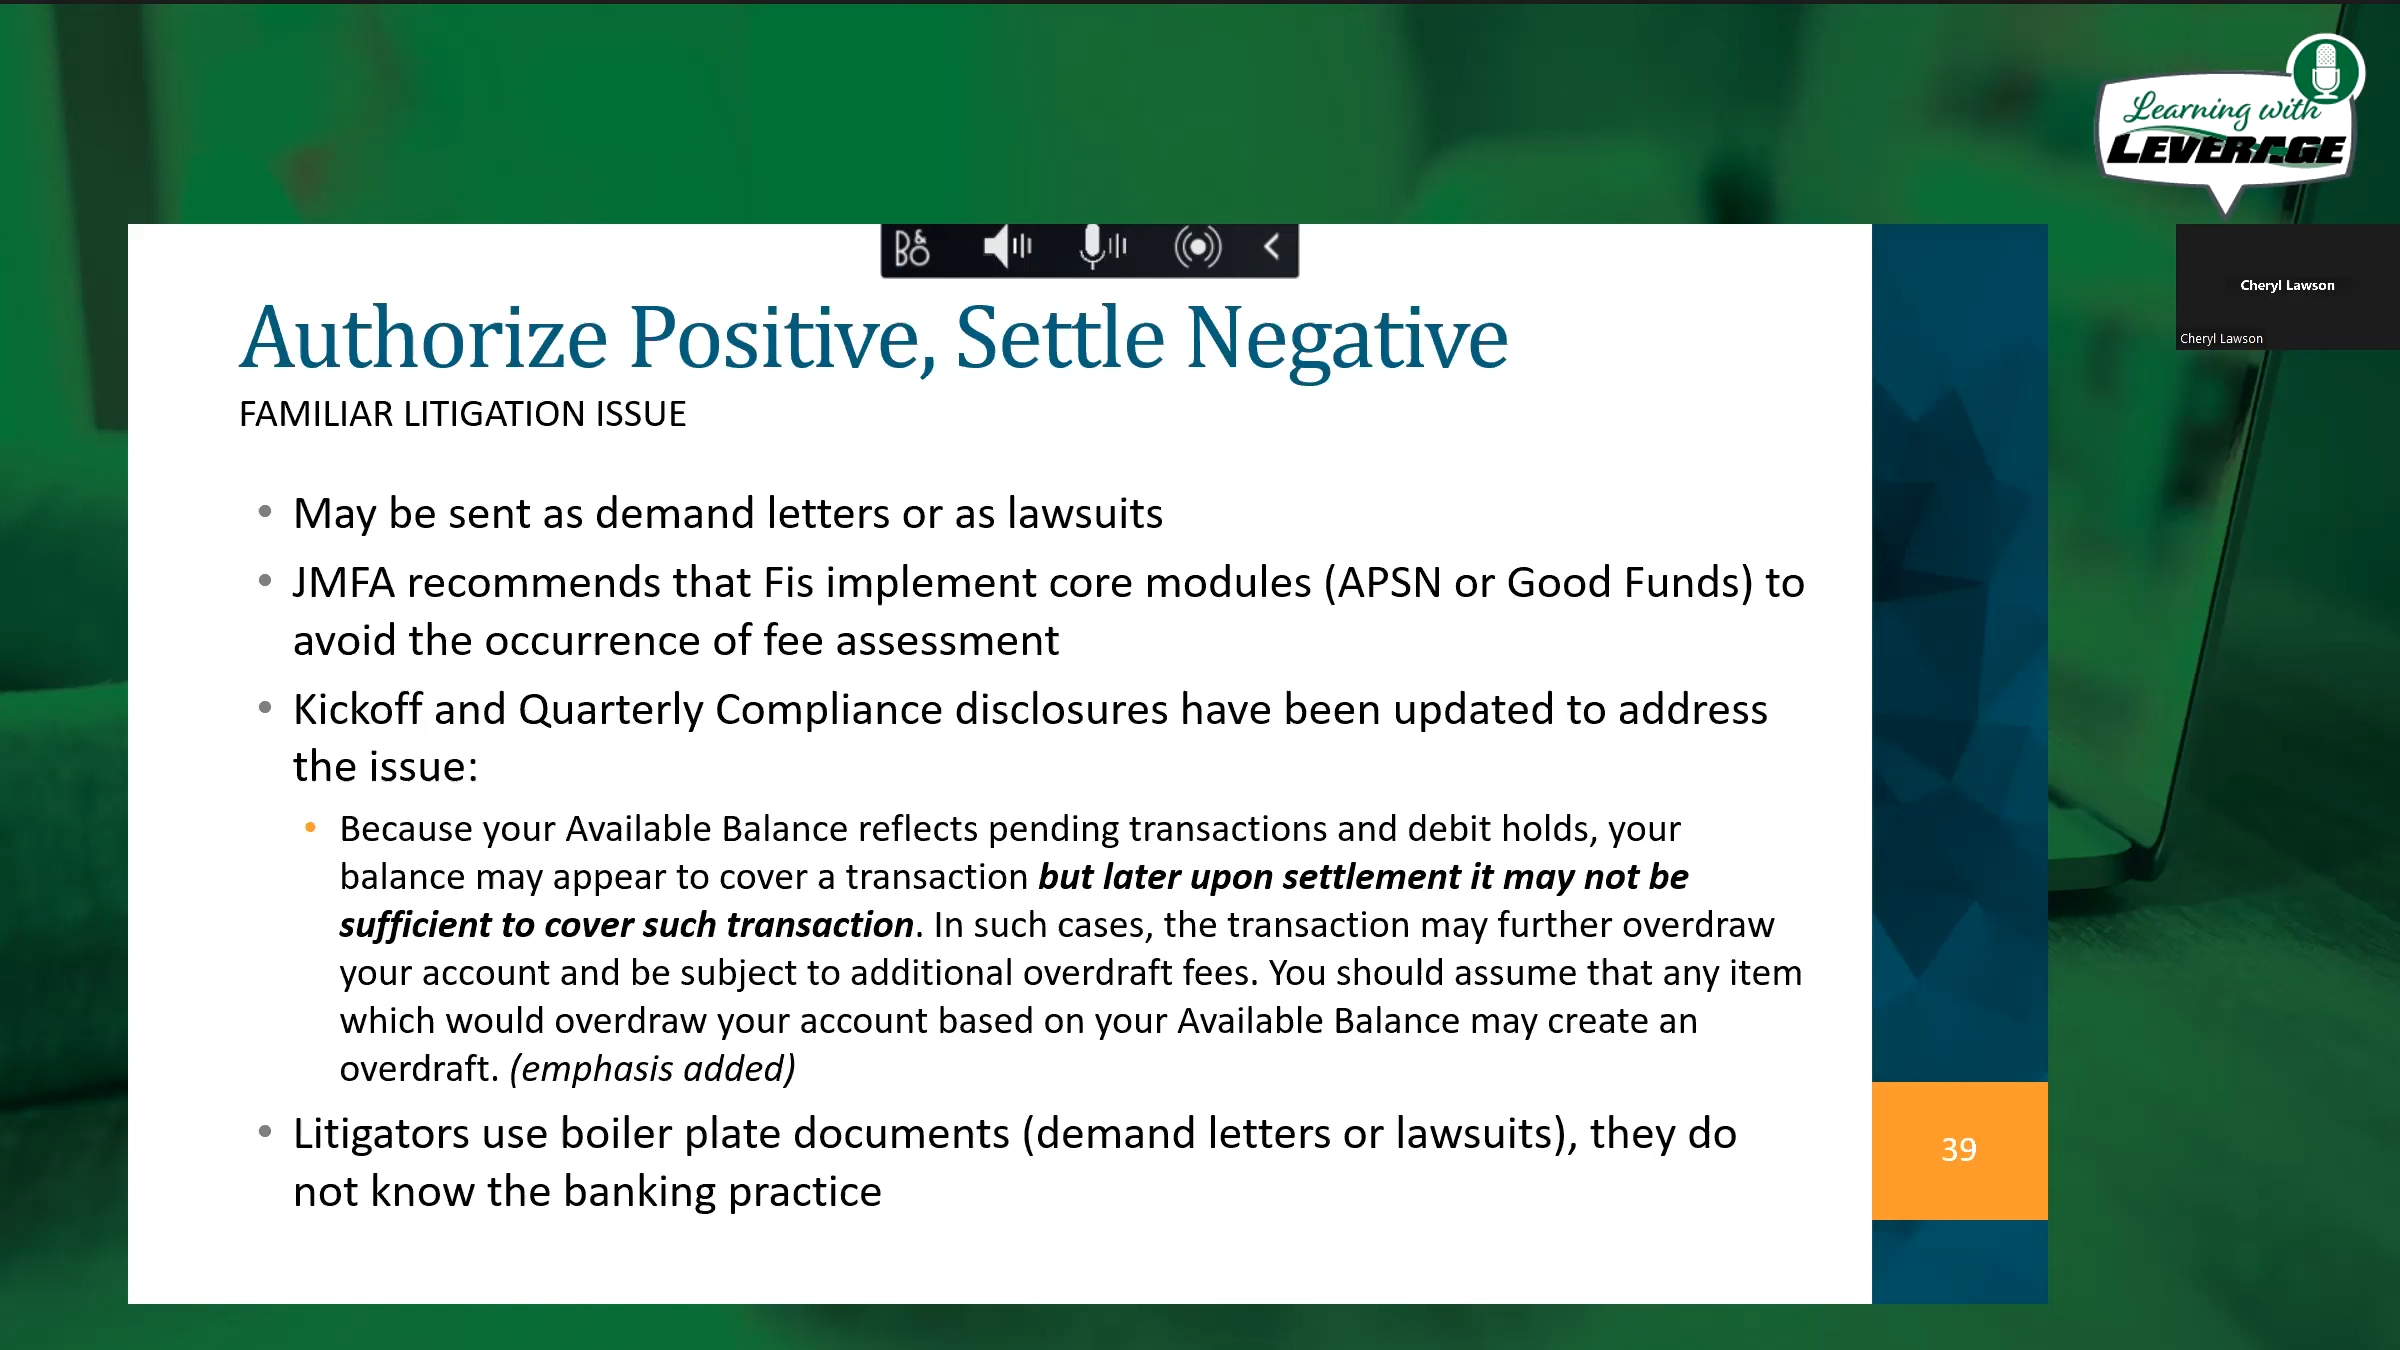 Learning with
LEVERAGE
B&O
Cheryl Lawson
Cheryl Lawson
Authorize Positive, Settle Negative
FAMILIAR LITIGATION ISSUE
• May be sent as demand letters or as lawsuits
• JMFA recommends that Fis implement core modules (APSN or Good Funds) to
avoid the occurrence of fee assessment
• Kickoff and Quarterly Compliance disclosures have been updated to address
the issue:
• Because your Available Balance reflects pending transactions and debit holds, your
balance may appear to cover a transaction but later upon settlement it may not be
sufficient to cover such transaction. In such cases, the transaction may further overdraw
your account and be subject to additional overdraft fees. You should assume that any item
which would overdraw your account based on your Available Balance may create an
overdraft. (emphasis added)
• Litigators use boiler plate documents (demand letters or lawsuits), they do
not know the banking practice
39